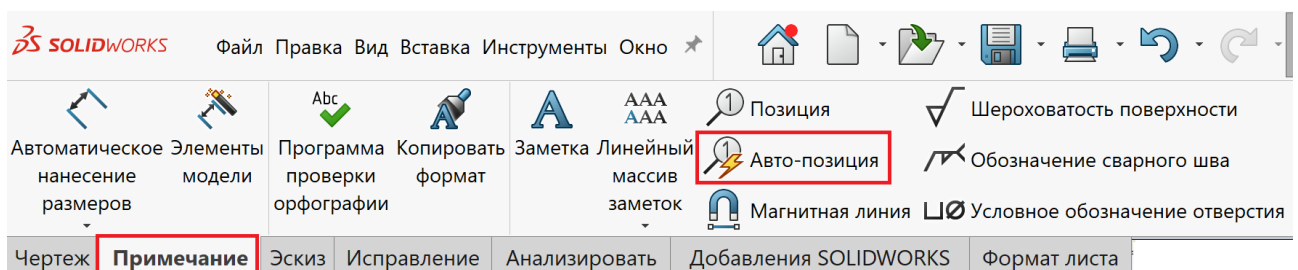 SOLIDWORKS Файл Правка Вид Вставка Инструменты Окно
Abc AAA
AAA
1 Позиция
Шероховатость поверхности
Автоматическое нанесение размеров
Элементы модели
Программа проверки орфографии
Копировать формат
A Заметка
Линейный массив заметок
1 Авто-позиция
Обозначение сварного шва
Магнитная линия
Условное обозначение отверстия
Чертеж Примечание Эскиз Исправление Анализировать Добавления SOLIDWORKS Формат листа